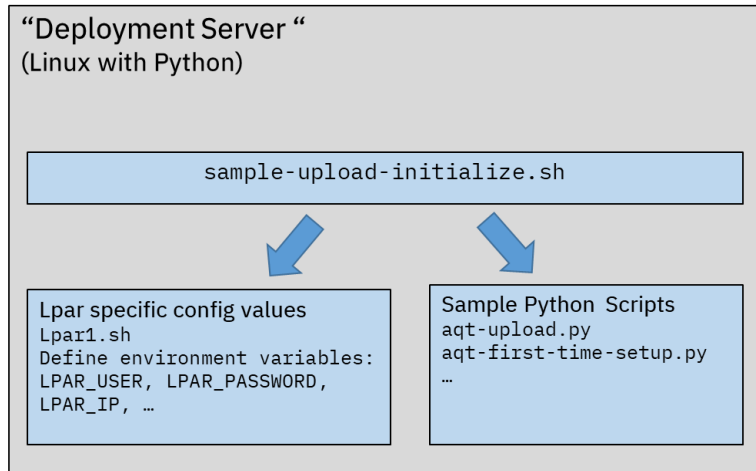 “Deployment Server “
(Linux with Python)
sample-upload-initialize.sh
Lpar specific config values
Lpar1.sh
Define environment variables:
LPAR_USER, LPAR_PASSWORD,
LPAR_IP, …
Sample Python Scripts
aqt-upload.py
aqt-first-time-setup.py
…